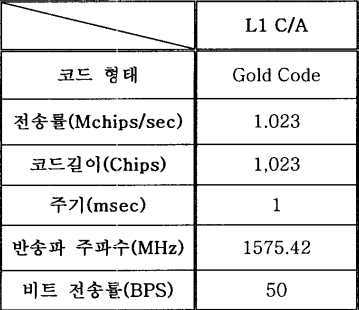 L1 C/A
코드 형태 Gold Code
전송률(Mchips/sec) 1.023
코드길이(Chips) 1,023
주기(msec) 1
반송파 주파수(MHz) 1575.42
비트 전송률(BPS) 50